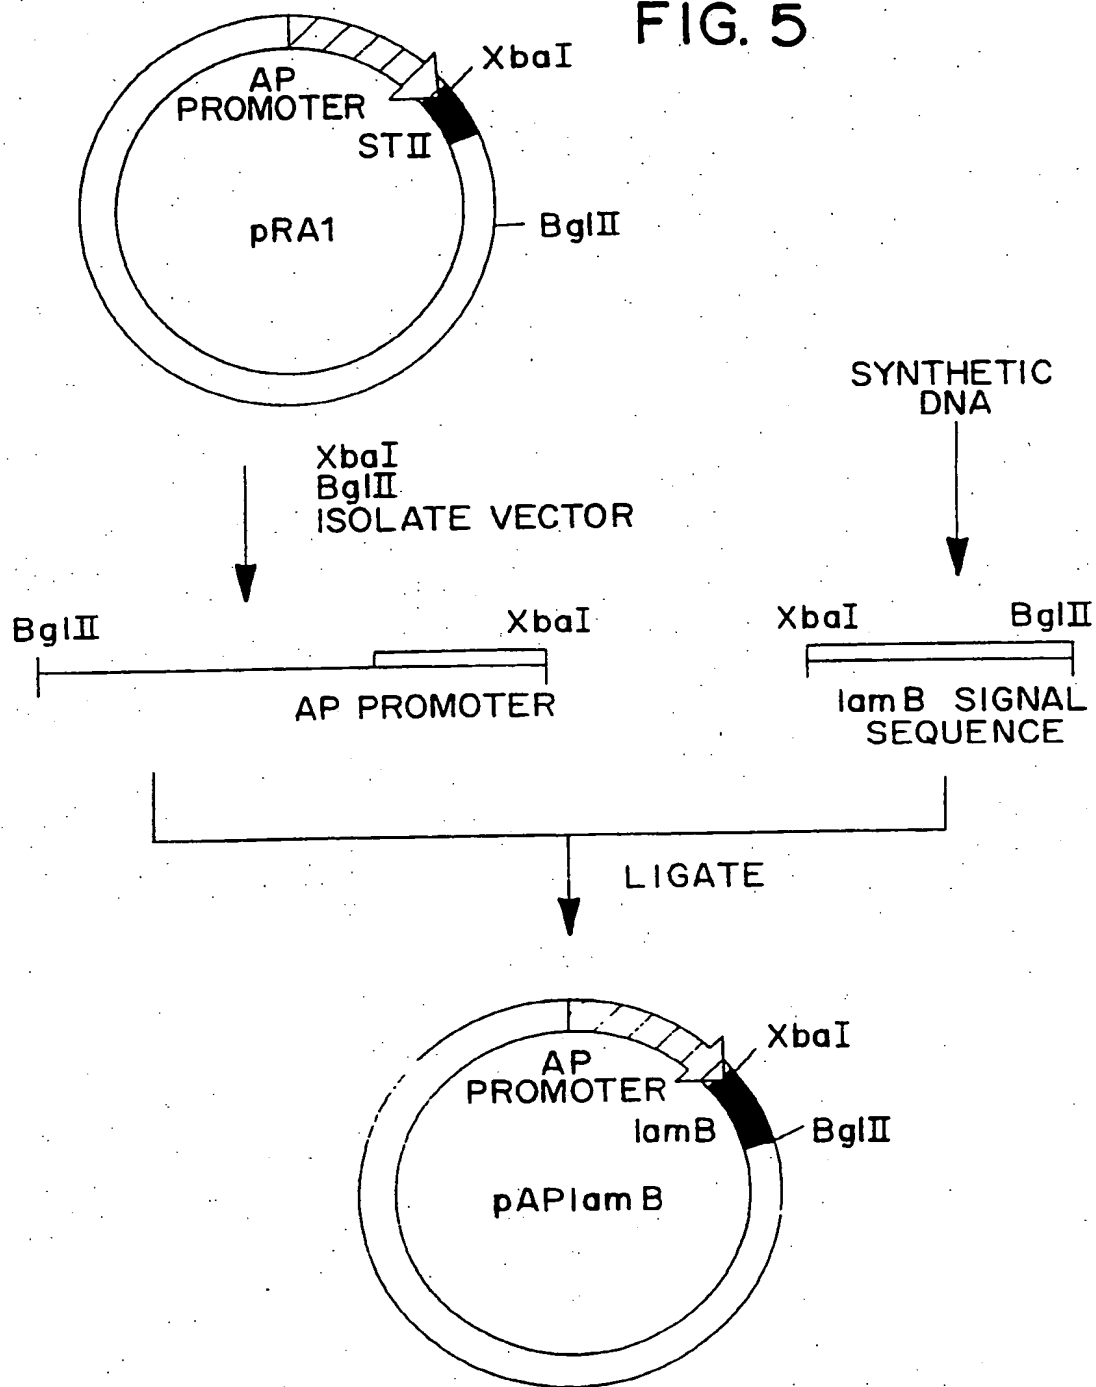 FIG. 5
XbaI
AP
PROMOTER
STII
BglII
pRA1
SYNTHETIC
DNA
XbaI
BglII
ISOLATE VECTOR
BglII
XbaI
AP PROMOTER
XbaI
BglII
lamB SIGNAL
SEQUENCE
LIGATE
XbaI
AP
PROMOTER
lamB
BglII
pAPlamB